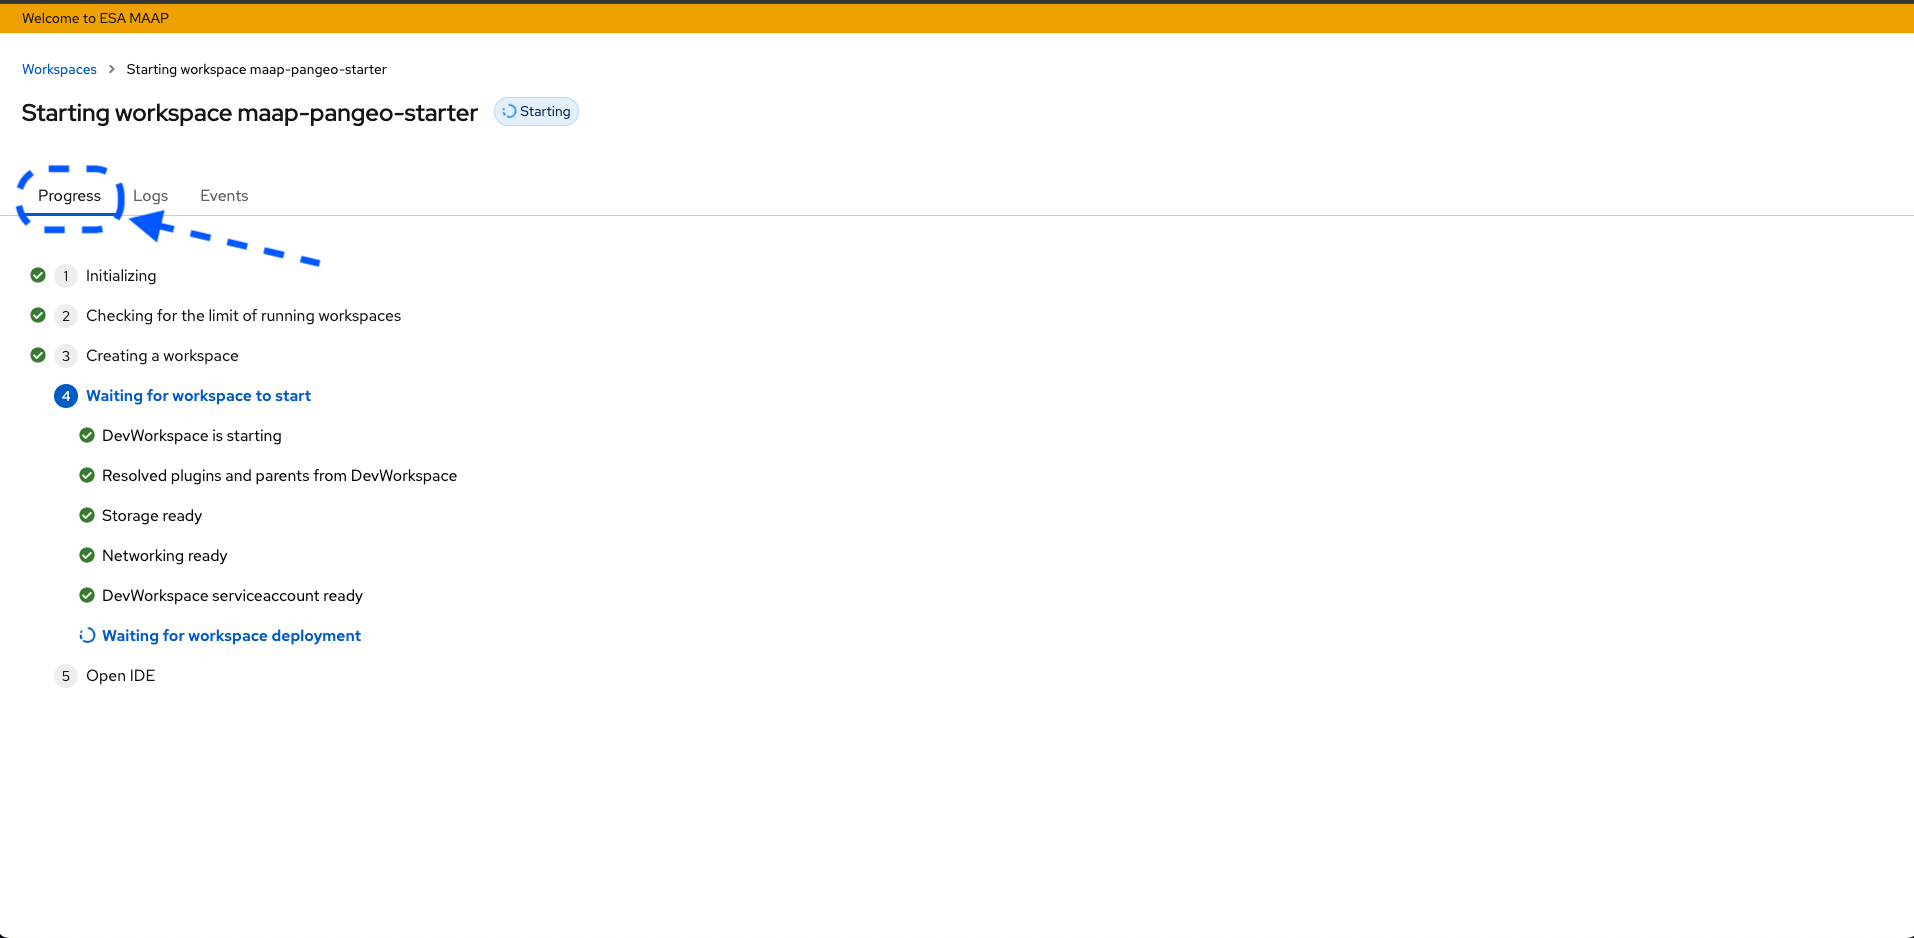 Welcome to ESA MAAP
Workspaces > Starting workspace maap-pangeo-starter
Starting workspace maap-pangeo-starter Starting
Progress Logs Events
1 Initializing
2 Checking for the limit of running workspaces
3 Creating a workspace
4 Waiting for workspace to start
DevWorkspace is starting
Resolved plugins and parents from DevWorkspace
Storage ready
Networking ready
DevWorkspace serviceaccount ready
Waiting for workspace deployment
5 Open IDE